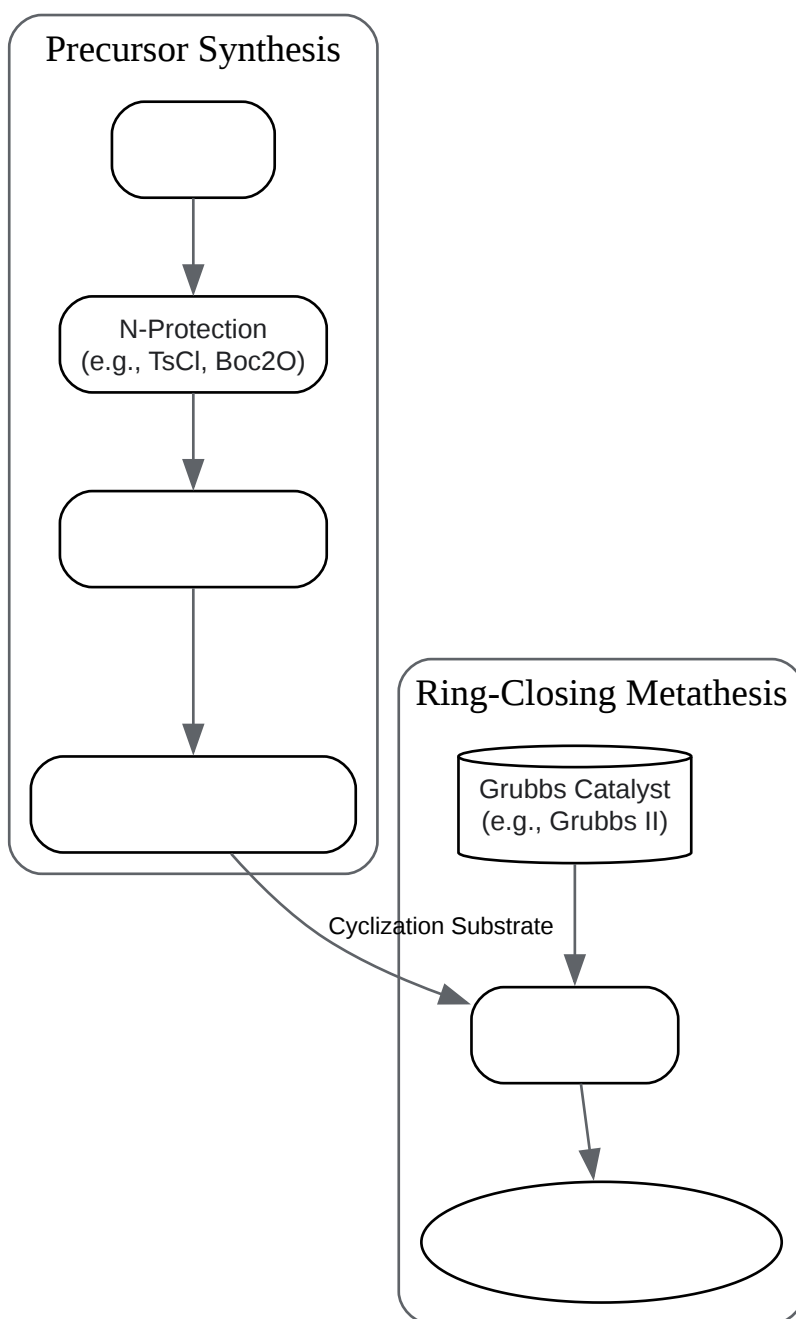 Precursor Synthesis
N-Protection
(e.g., TsCl, Boc2O)
Ring-Closing Metathesis
Grubbs Catalyst
(e.g., Grubbs II)
Cyclization Substrate